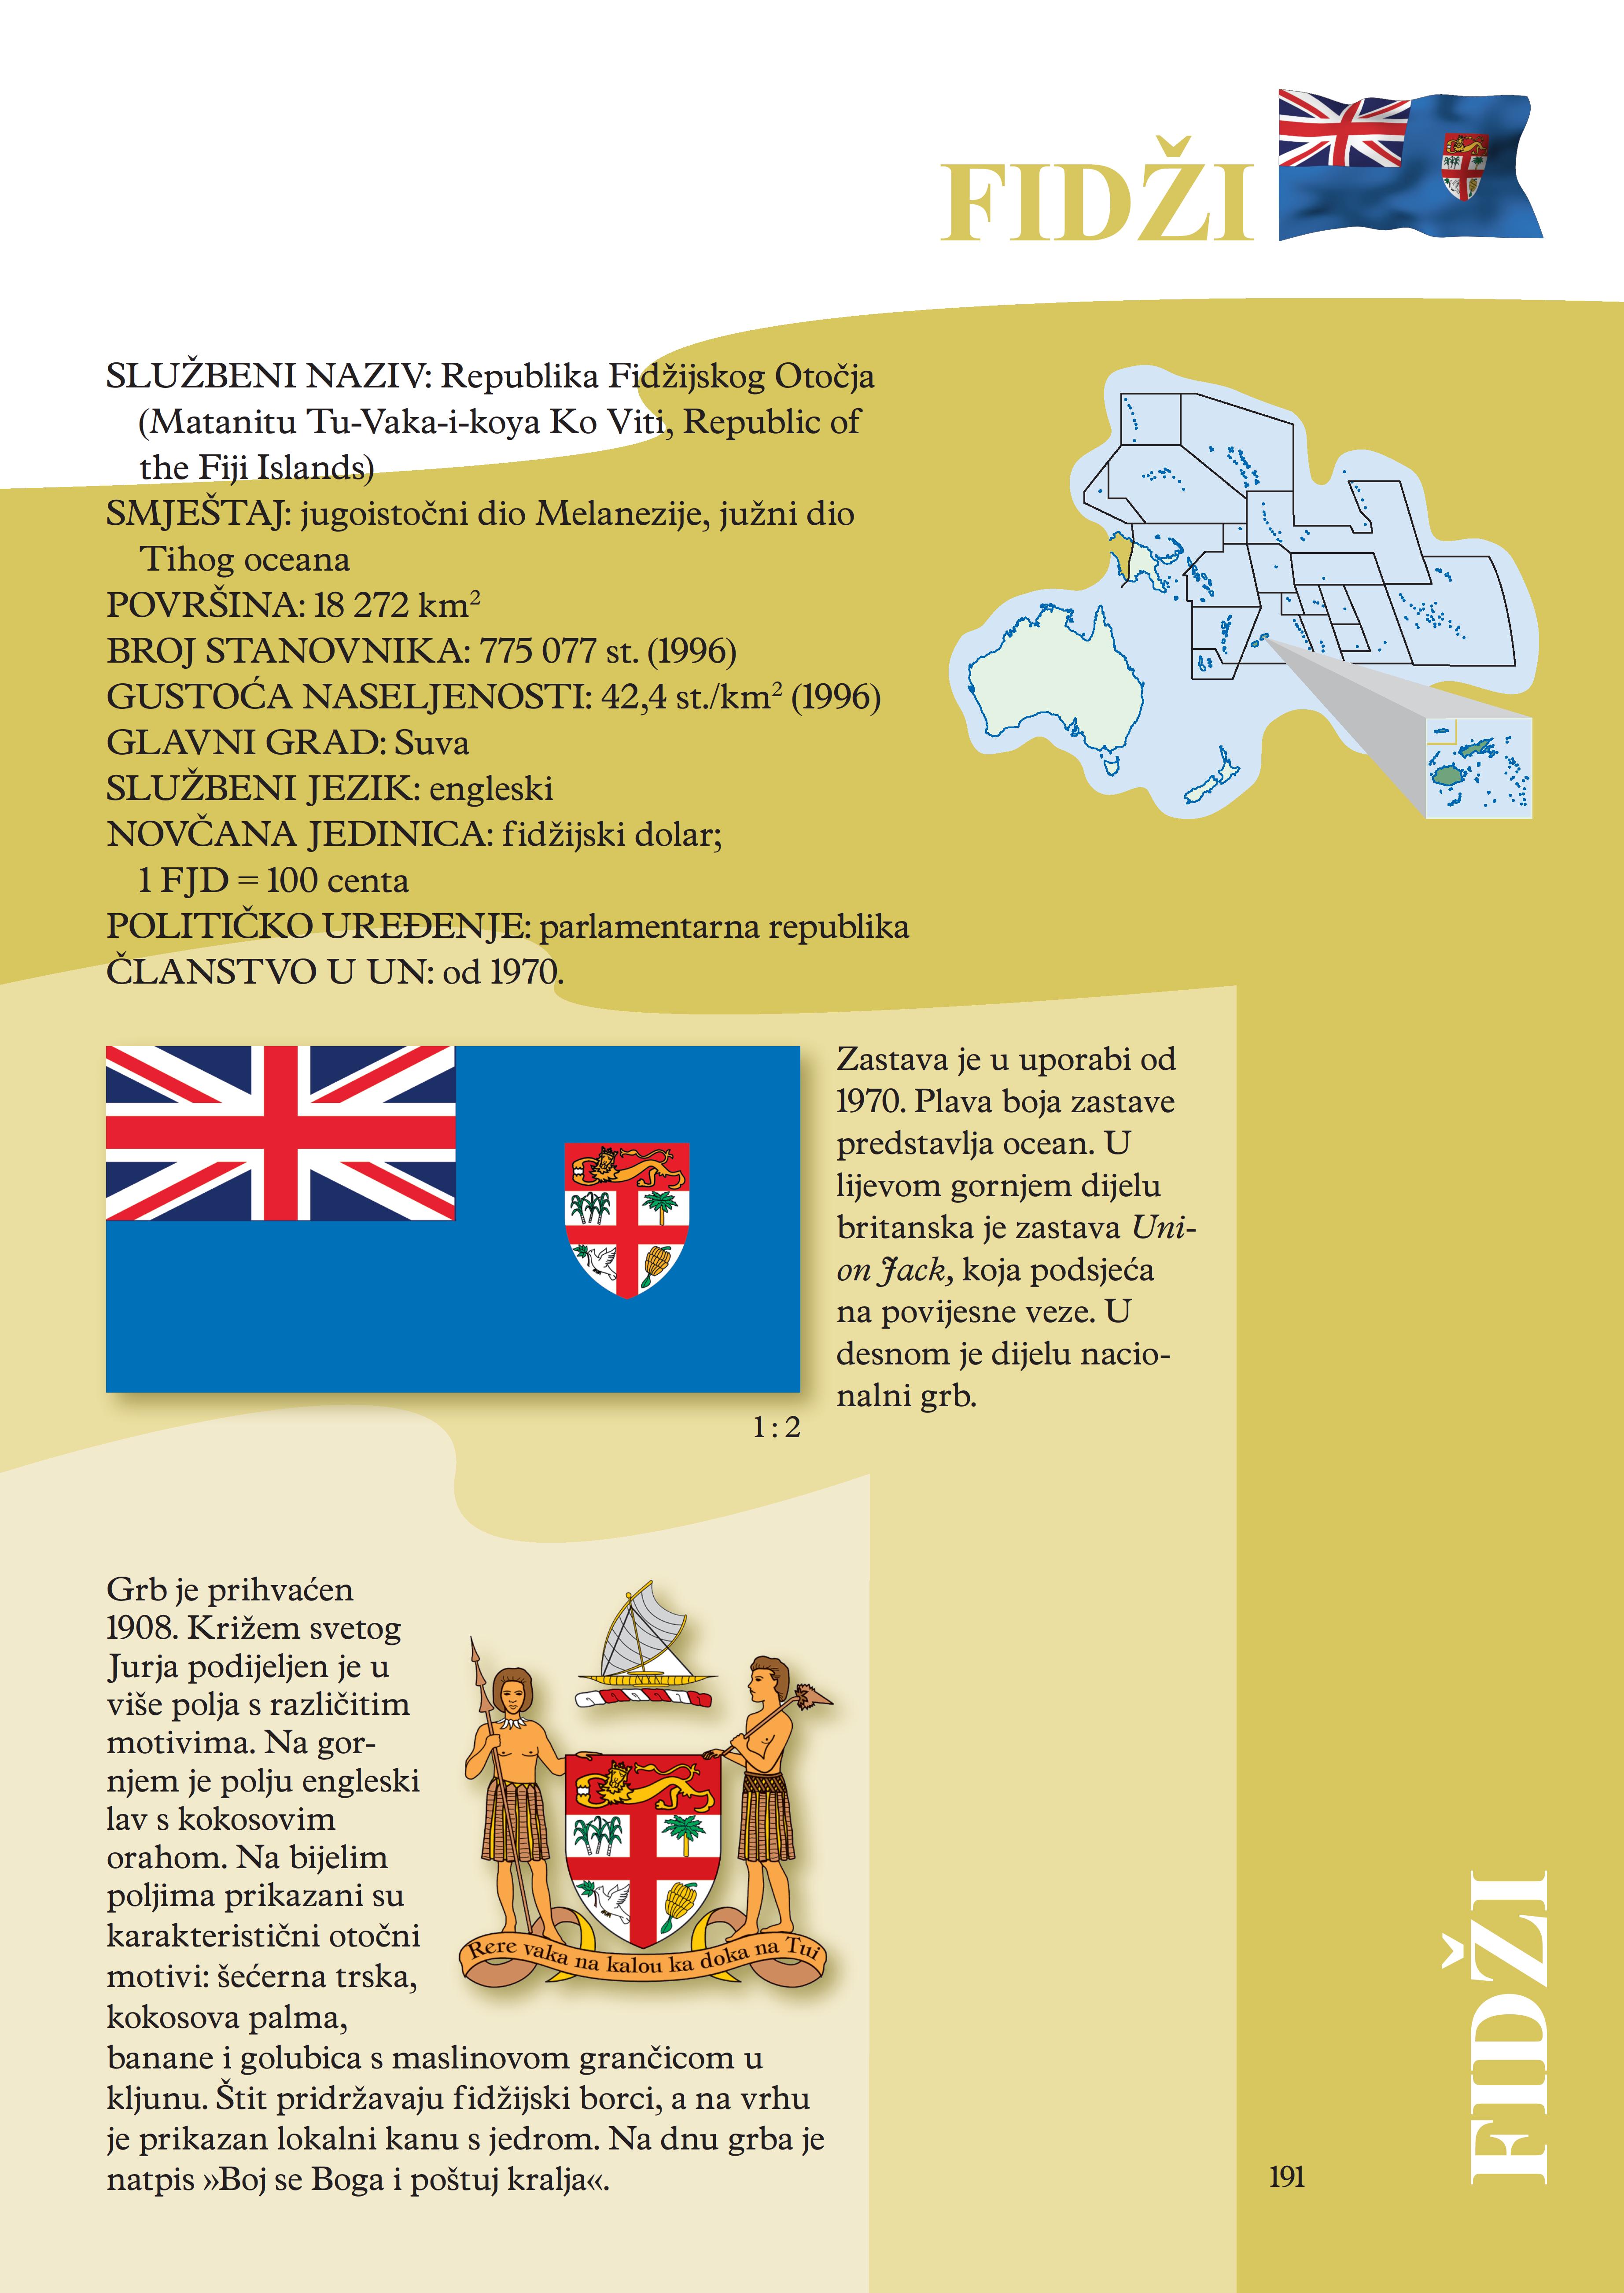 FIDŽI
SLUŽBENI NAZIV: Republika Fidžijskog Otočja
(Matanitu Tu-Vaka-i-koya Ko Viti, Republic of
the Fiji Islands)
SMJEŠTAJ: jugoistočni dio Melanezije, južni dio
Tihog oceana
POVRŠINA: 18 272 km²
BROJ STANOVNIKA: 775 077 st. (1996)
GUSTOĆA NASELJENOSTI: 42,4 st./km² (1996)
GLAVNI GRAD: Suva
SLUŽBENI JEZIK: engleski
NOVČANA JEDINICA: fidžijski dolar;
1 FJD = 100 centa
POLITIČKO UREĐENJE: parlamentarna republika
ČLANSTVO U UN: od 1970.
Zastava je u uporabi od
1970. Plava boja zastave
predstavlja ocean. U
lijevom gornjem dijelu
britanska je zastava Uni-
on Jack, koja podsjeća
na povijesne veze. U
desnom je dijelu nacio-
nalni grb.
1 : 2
Grb je prihvaćen
1908. Križem svetog
Jurja podijeljen je u
više polja s različitim
motivima. Na gor-
njem je polju engleski
lav s kokosovim
orahom. Na bijelim
poljima prikazani su
karakteristični otočni
motivi: šećerna trska,
kokosova palma,
banane i golubica s maslinovom grančicom u
kljunu. Štit pridržavaju fidžijski borci, a na vrhu
je prikazan lokalni kanu s jedrom. Na dnu grba je
natpis »Boj se Boga i poštuj kralja«.
Rere vaka na kalou ka doka na Tui
191
FIDŽI